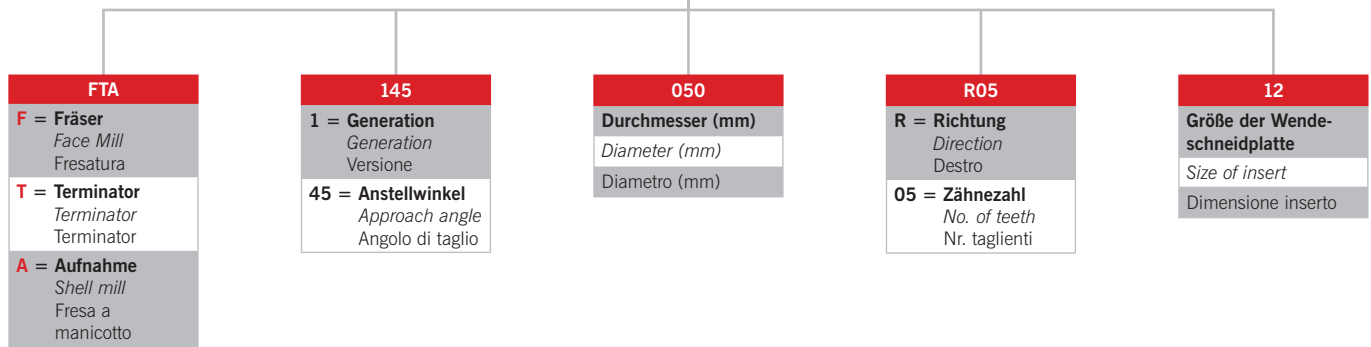 FTA
F = Fräser
Face Mill
Fresatura
T = Terminator
Terminator
Terminator
A = Aufnahme
Shell mill
Fresa a
manicotto
145
1 = Generation
Generation
Versione
45 = Anstellwinkel
Approach angle
Angolo di taglio
050
Durchmesser (mm)
Diameter (mm)
Diametro (mm)
R05
R = Richtung
Direction
Destro
05 = Zähnezahl
No. of teeth
Nr. taglienti
12
Größe der Wende-
schneidplatte
Size of insert
Dimensione inserto